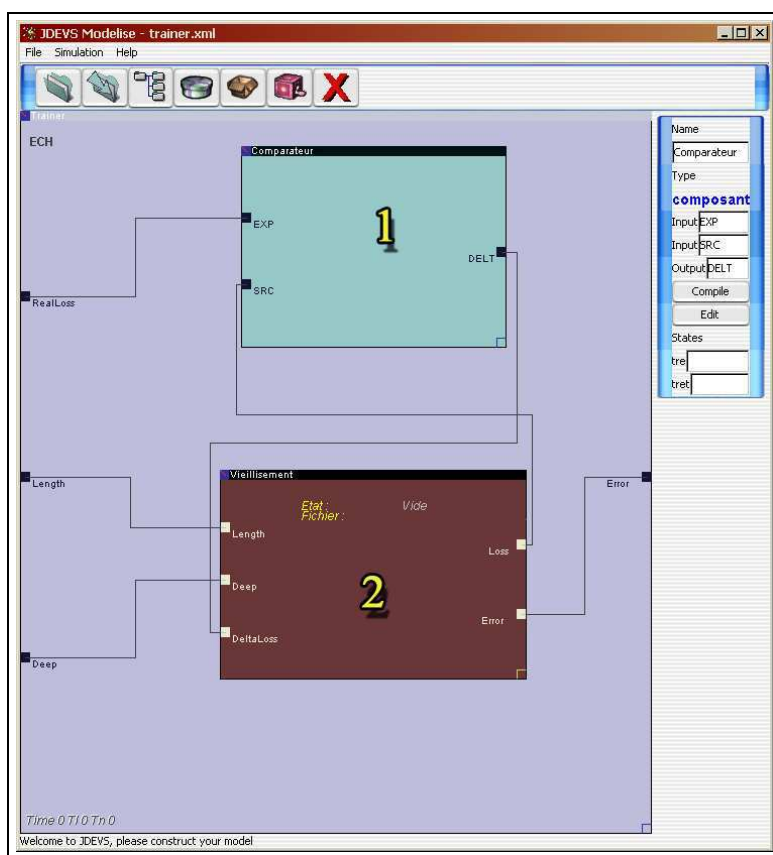 JDEVS Modelise - trainer.xml
File Simulation Help
Trainer
ECH
Comparateur
1
EXP
DELT
SRC
RealLoss
Length
Error
Vieillisement
Etat : Vide
Fichier :
Length
Loss
Deep
2
Error
DeltaLoss
Deep
Time 0 Tl 0 Tn 0
Name
Comparateur
Type
composant
Input EXP
Input SRC
Output DELT
Compile
Edit
States
tre
tret
Welcome to JDEVS, please construct your model